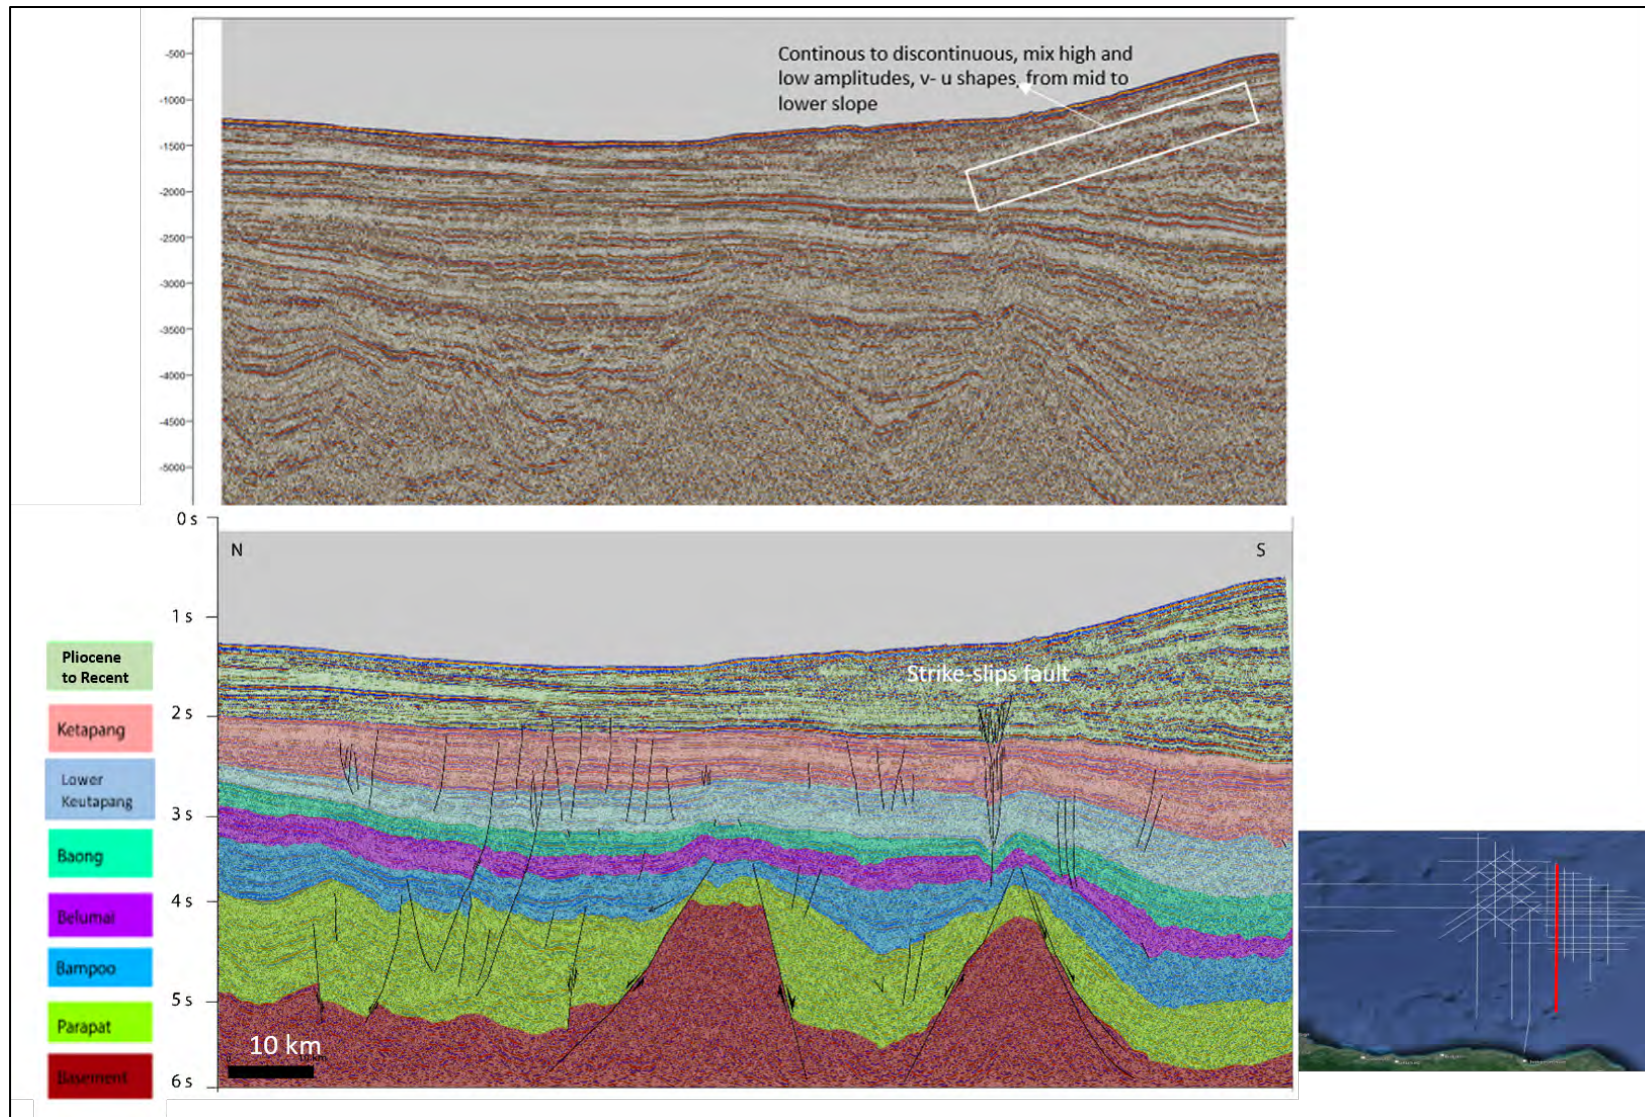 Continous to discontinuous, mix high and
low amplitudes, v- u shapes, from mid to
lower slope
-500
-1000
-1500
-2000
-2500
-3000
-3500
-4000
-4500
-5000
0 s
N
S
1 s
Strike-slips fault
2 s
3 s
4 s
5 s
6 s
10 km
Pliocene
to Recent
Ketapang
Lower
Keutapang
Baong
Belumai
Bampoo
Parapat
Basement